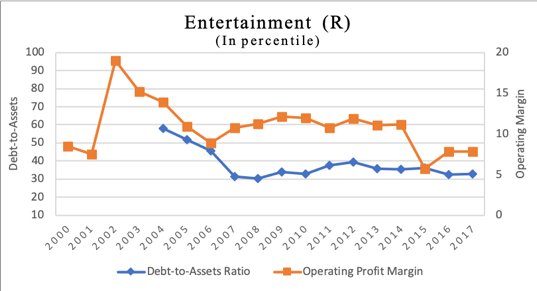 Entertainment (R)
(In percentile)
100
90
80
70
60
50
40
30
20
10
Debt-to-Assets
20
15
10
5
0
Operating Margin
2000 2001 2002 2003 2004 2005 2006 2007 2008 2009 2010 2011 2012 2013 2014 2015 2016 2017
Debt-to-Assets Ratio Operating Profit Margin